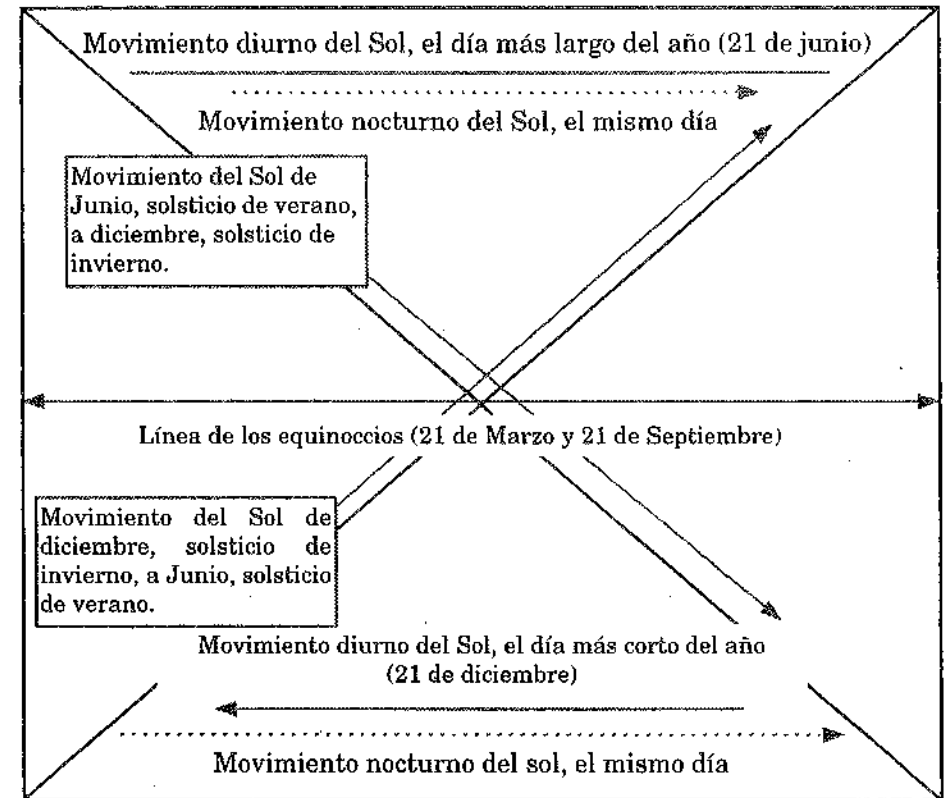 Movimiento diurno del Sol, el día más largo del año (21 de junio)
Movimiento nocturno del Sol, el mismo día
Movimiento del Sol de
Junio, solsticio de verano,
a diciembre, solsticio de
invierno.
Línea de los equinoccios (21 de Marzo y 21 de Septiembre)
Movimiento del Sol de
diciembre, solsticio de
invierno, a Junio, solsticio
de verano.
Movimiento diurno del Sol, el día más corto del año
(21 de diciembre)
Movimiento nocturno del sol, el mismo día